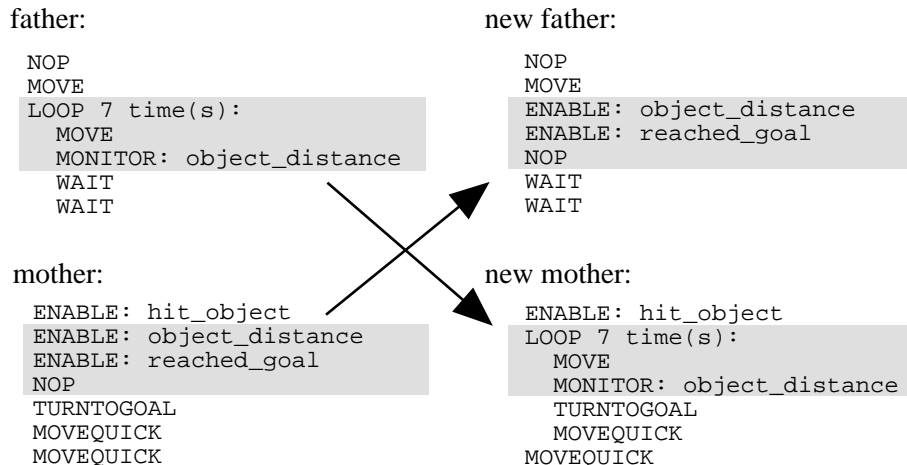 father:
NOP
MOVE
LOOP 7 time(s):
MOVE
MONITOR: object_distance
WAIT
WAIT
new father:
NOP
MOVE
ENABLE: object_distance
ENABLE: reached_goal
NOP
WAIT
WAIT
mother:
ENABLE: hit_object
ENABLE: object_distance
ENABLE: reached_goal
NOP
TURNTOGOAL
MOVEQUICK
MOVEQUICK
new mother:
ENABLE: hit_object
LOOP 7 time(s):
MOVE
MONITOR: object_distance
TURNTOGOAL
MOVEQUICK
MOVEQUICK